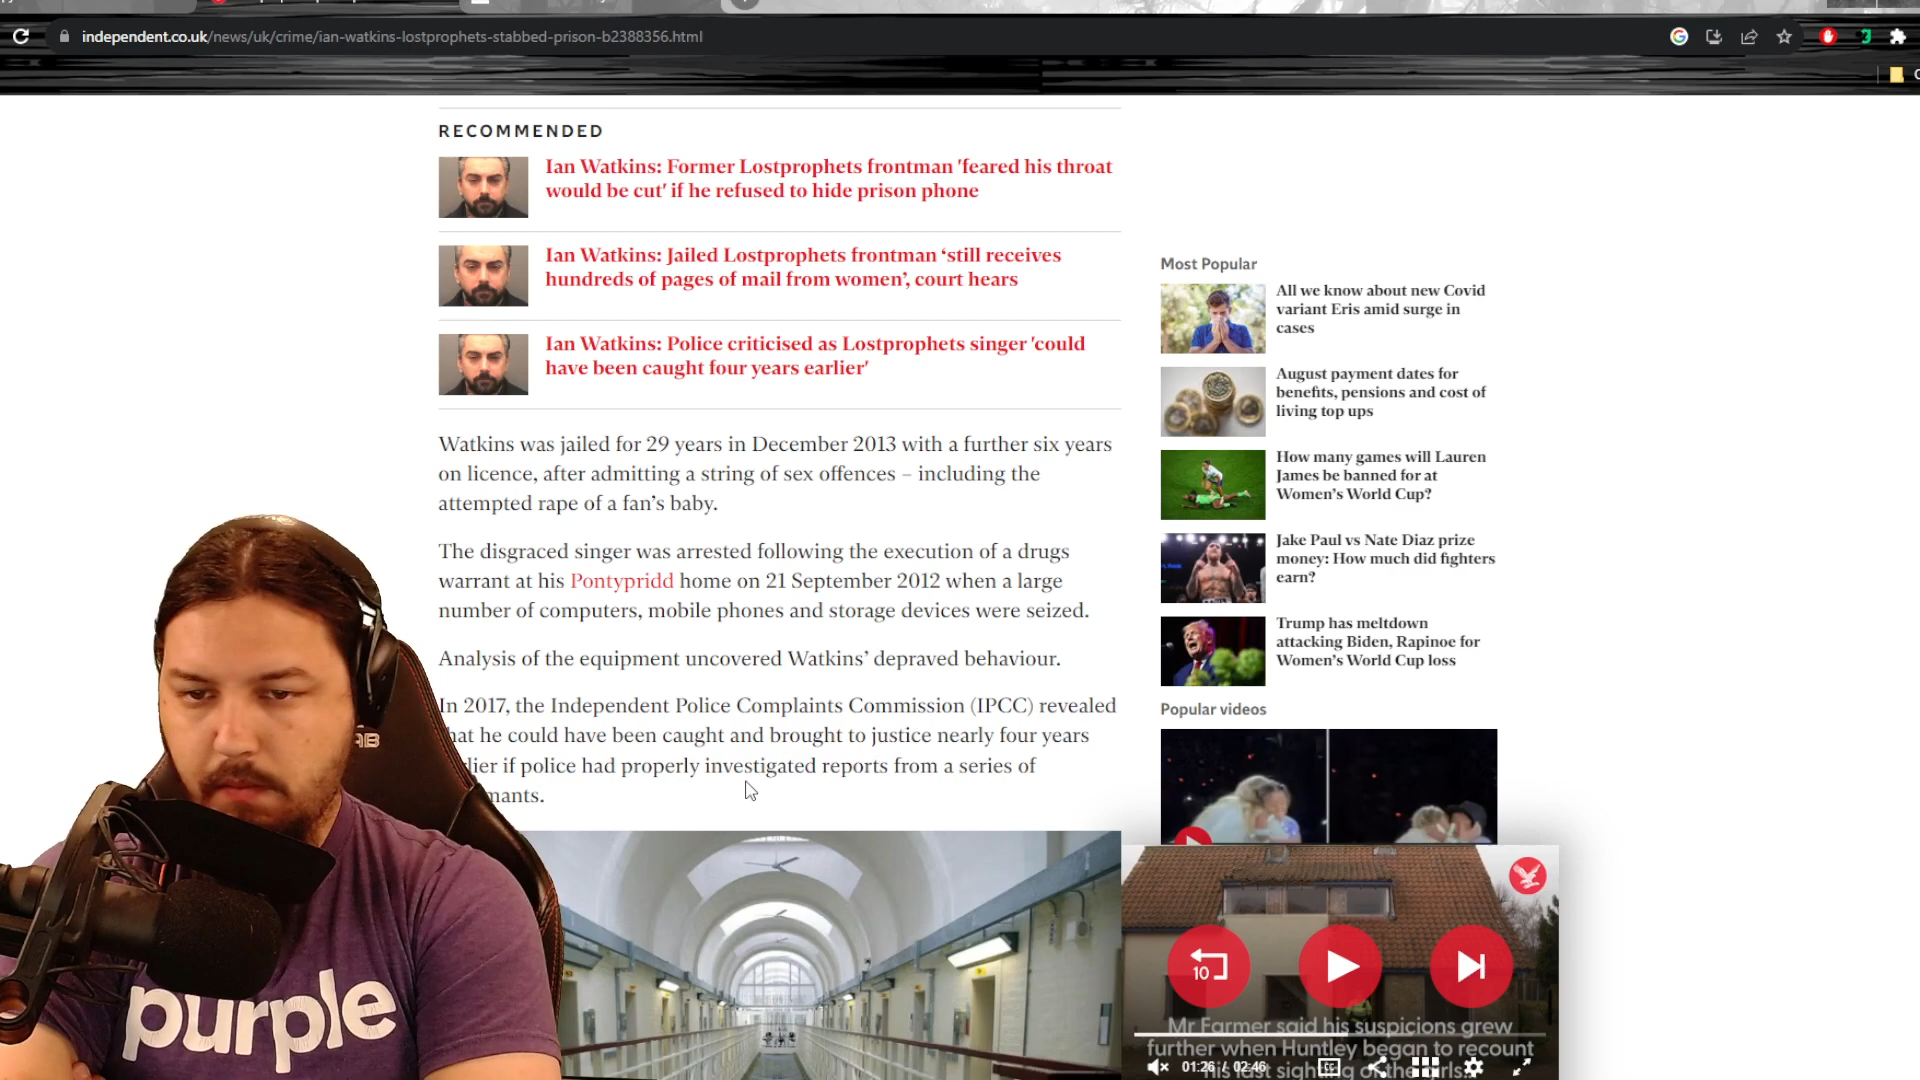 independent.co.uk/news/uk/crime/ian-watkins-lostprophets-stabbed-prison-b2388356.html
RECOMMENDED
Ian Watkins: Former Lostprophets frontman 'feared his throat
would be cut' if he refused to hide prison phone
Ian Watkins: Jailed Lostprophets frontman ‘still receives
hundreds of pages of mail from women’, court hears
Ian Watkins: Police criticised as Lostprophets singer 'could
have been caught four years earlier'
Watkins was jailed for 29 years in December 2013 with a further six years
on licence, after admitting a string of sex offences – including the
attempted rape of a fan’s baby.
The disgraced singer was arrested following the execution of a drugs
warrant at his Pontypridd home on 21 September 2012 when a large
number of computers, mobile phones and storage devices were seized.
Analysis of the equipment uncovered Watkins’ depraved behaviour.
In 2017, the Independent Police Complaints Commission (IPCC) revealed
he could have been caught and brought to justice nearly four years
if police had properly investigated reports from a series of
Most Popular
All we know about new Covid
variant Eris amid surge in
cases
August payment dates for
benefits, pensions and cost of
living top ups
How many games will Lauren
James be banned for at
Women’s World Cup?
Jake Paul vs Nate Diaz prize
money: How much did fighters
earn?
Trump has meltdown
attacking Biden, Rapinoe for
Women’s World Cup loss
Popular videos
10
Mr Farmer said his suspicions grew
further when Huntley began to recount
his last sighting of the girls...
01:26 / 02:46
purple